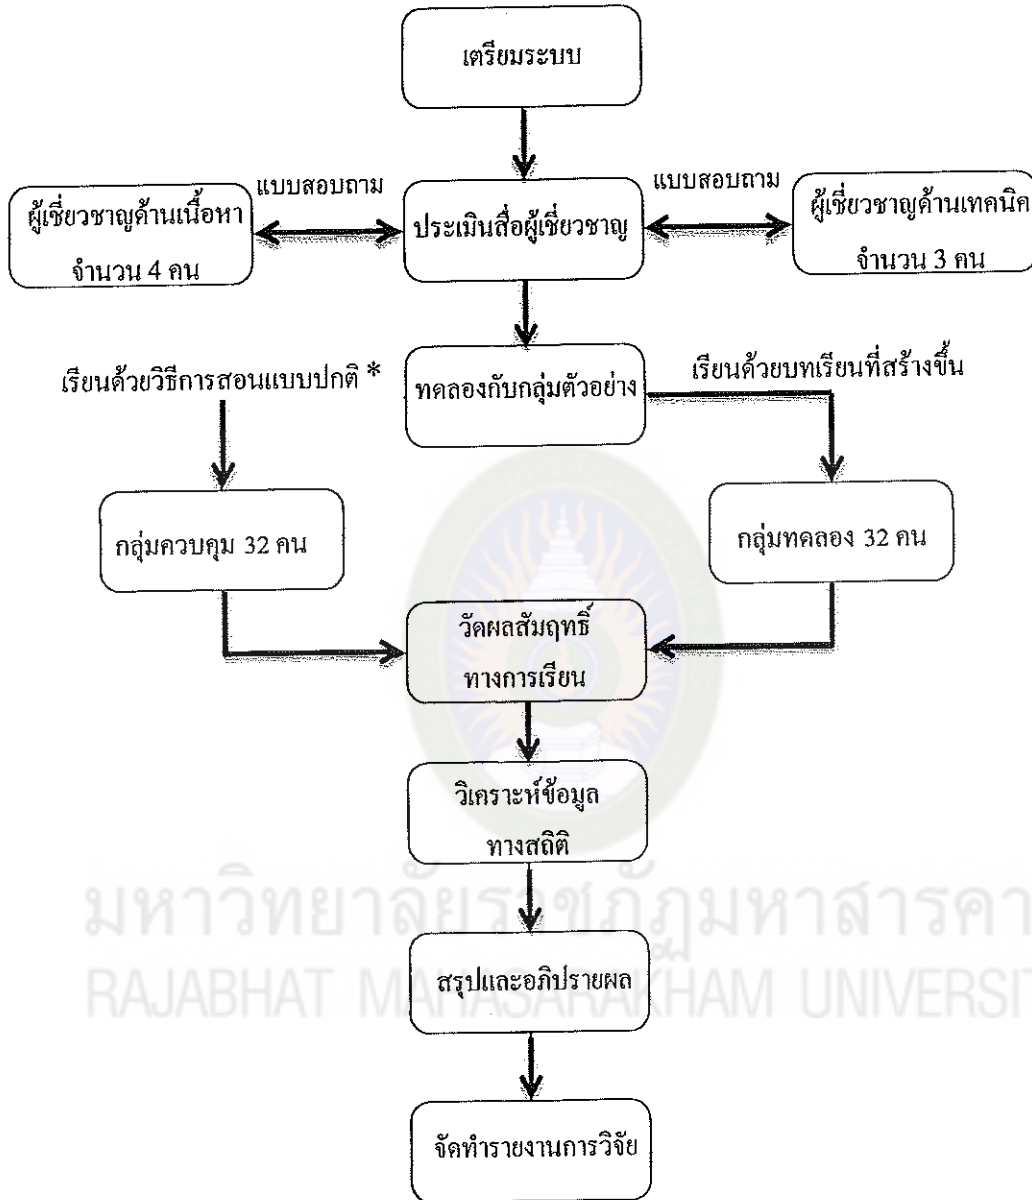 เตรียมระบบ
แบบสอบถาม
แบบสอบถาม
ผู้เชี่ยวชาญด้านเนื้อหา
จำนวน 4 คน
ประเมินสื่อผู้เชี่ยวชาญ
ผู้เชี่ยวชาญด้านเทคนิค
จำนวน 3 คน
เรียนด้วยวิธีการสอนแบบปกติ *
ทดลองกับกลุ่มตัวอย่าง
เรียนด้วยบทเรียนที่สร้างขึ้น
กลุ่มควบคุม 32 คน
กลุ่มทดลอง 32 คน
วัดผลสัมฤทธิ์
ทางการเรียน
วิเคราะห์ข้อมูล
ทางสถิติ
มหาวิทยาลัยราชภัฏมหาสารคา
สรุปและอภิปรายผล
RAJABHAT MAHASARAKHAM UNIVERSIT
จัดทำรายงานการวิจัย